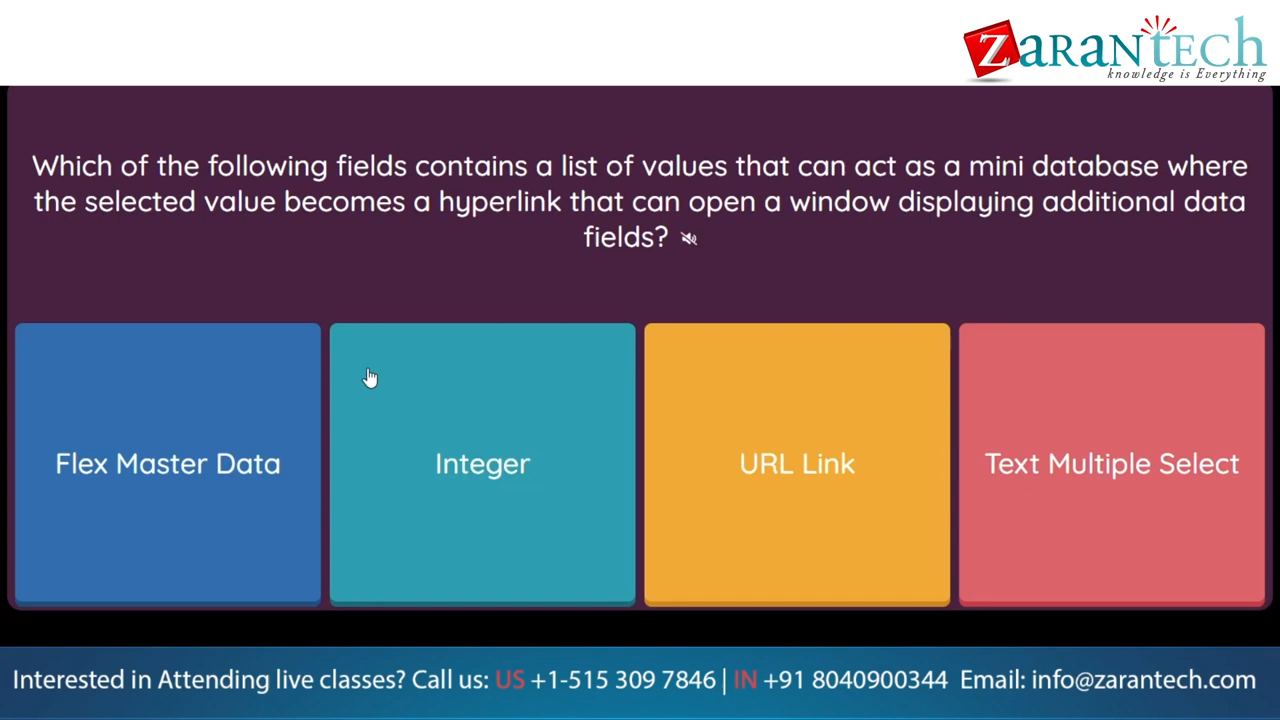 ZARANTECH
knowledge is Everything
Which of the following fields contains a list of values that can act as a mini database where
the selected value becomes a hyperlink that can open a window displaying additional data
fields?
Flex Master Data
Integer
URL Link
Text Multiple Select
Interested in Attending live classes? Call us: US +1-515 309 7846 | IN +91 8040900344 Email: info@zarantech.com